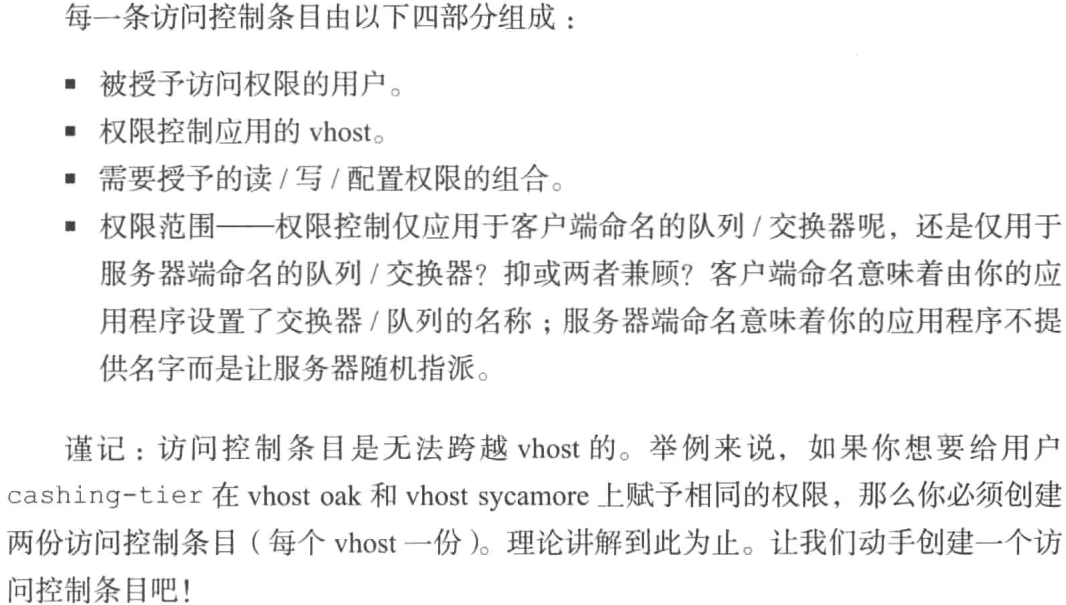 每一条访问控制条目由以下四部分组成：
■ 被授予访问权限的用户。
■ 权限控制应用的 vhost。
■ 需要授予的读 / 写 / 配置权限的组合。
■ 权限范围——权限控制仅应用于客户端命名的队列 / 交换器呢，还是仅用于
服务器端命名的队列 / 交换器？抑或两者兼顾？客户端命名意味着由你的应
用程序设置了交换器 / 队列的名称；服务器端命名意味着你的应用程序不提
供名字而是让服务器随机指派。
谨记：访问控制条目是无法跨越 vhost 的。举例来说，如果你想要给用户
cashing-tier 在 vhost oak 和 vhost sycamore 上赋予相同的权限，那么你必须创建
两份访问控制条目（每个 vhost 一份）。理论讲解到此为止。让我们动手创建一个访
问控制条目吧！